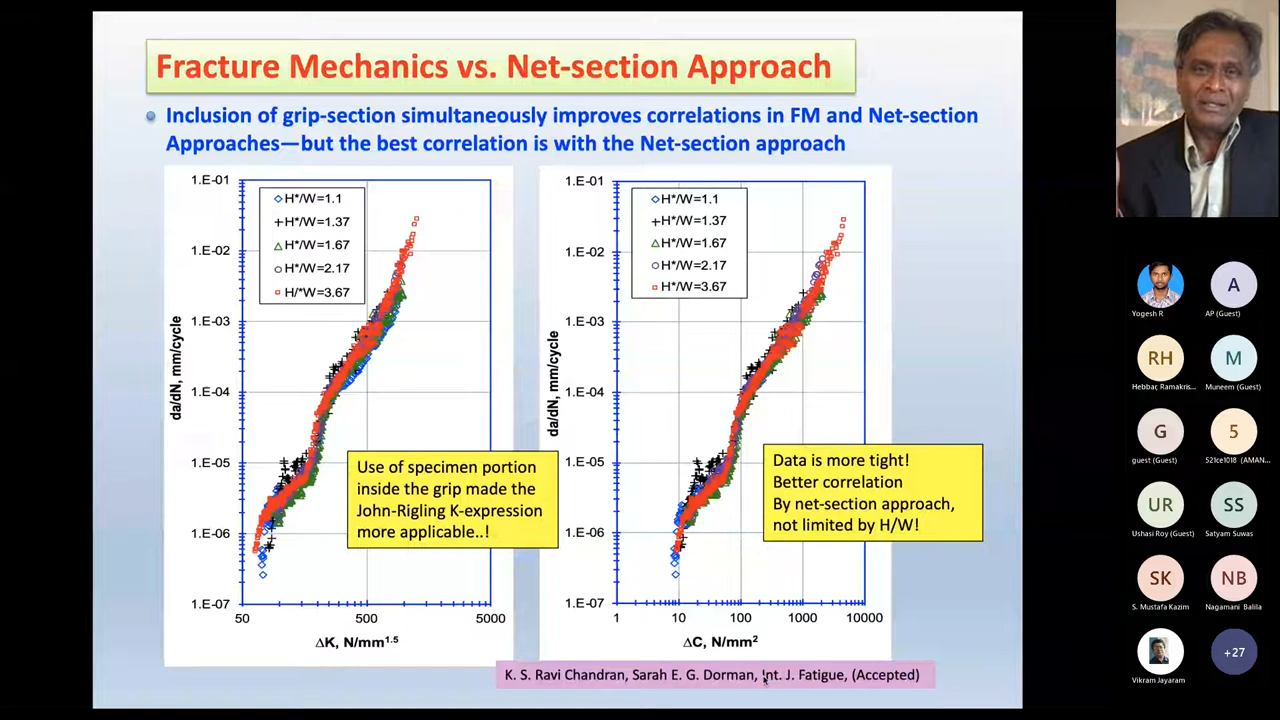 Fracture Mechanics vs. Net-section Approach
Inclusion of grip-section simultaneously improves correlations in FM and Net-section
Approaches—but the best correlation is with the Net-section approach
1.E-01
1.E-02
1.E-03
1.E-04
1.E-05
1.E-06
1.E-07
da/dN, mm/cycle
H*/W=1.1
H*/W=1.37
H*/W=1.67
H*/W=2.17
H/*W=3.67
Use of specimen portion
inside the grip made the
John-Rigling K-expression
more applicable..!
50
500
5000
ΔK, N/mm1.5
1.E-01
1.E-02
1.E-03
1.E-04
1.E-05
1.E-06
1.E-07
da/dN, mm/cycle
H*/W=1.1
H*/W=1.37
H*/W=1.67
H*/W=2.17
H*/W=3.67
Data is more tight!
Better correlation
By net-section approach,
not limited by H/W!
1
10
100
1000
10000
ΔC, N/mm2
K. S. Ravi Chandran, Sarah E. G. Dorman, Int. J. Fatigue, (Accepted)
Yogesh R
A
AP (Guest)
RH
Hebbar, Ramakris...
M
Muneem (Guest)
G
guest (Guest)
5
521ce1018 (AMAN...
UR
Ushasi Roy (Guest)
SS
Satyam Suwas
SK
S. Mustafa Kazim
NB
Nagamani Balila
Vikram Jayaram
+27